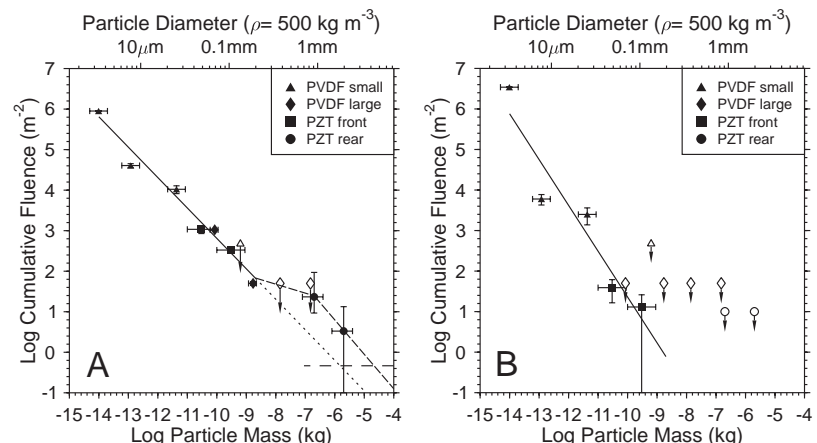 Particle Diameter (ρ= 500 kg m⁻³)
10μm 0.1mm 1mm
Log Cumulative Fluence (m⁻²)
7
6
5
4
3
2
1
0
-1
PVDF small
PVDF large
PZT front
PZT rear
A
-15 -14 -13 -12 -11 -10 -9 -8 -7 -6 -5 -4
Log Particle Mass (kg)
Particle Diameter (ρ= 500 kg m⁻³)
10μm 0.1mm 1mm
Log Cumulative Fluence (m⁻²)
7
6
5
4
3
2
1
0
-1
PVDF small
PVDF large
PZT front
PZT rear
B
-15 -14 -13 -12 -11 -10 -9 -8 -7 -6 -5 -4
Log Particle Mass (kg)